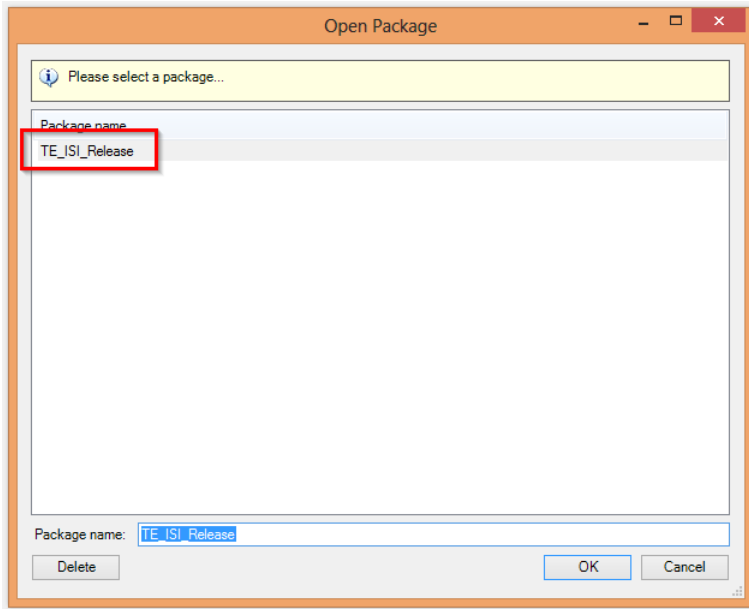 Open Package
Please select a package...
Package name
TE_ISI_Release
Package name: TE_ISI_Release
Delete OK Cancel